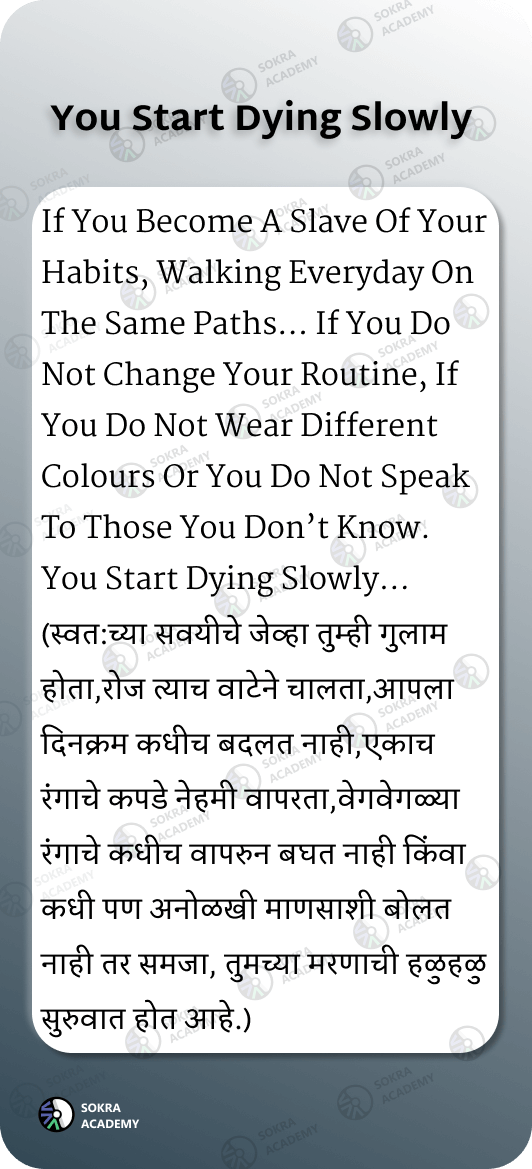 You Start Dying Slowly
If You Become A Slave Of Your
Habits, Walking Everyday On
The Same Paths... If You Do
Not Change Your Routine, If
You Do Not Wear Different
Colours Or You Do Not Speak
To Those You Don’t Know.
You Start Dying Slowly...
(स्वत:च्या सवयीचे जेव्हा तुम्ही गुलाम
होता,रोज त्याच वाटेने चालता,आपला
दिनक्रम कधीच बदलत नाही,एकाच
रंगाचे कपडे नेहमी वापरता,वेगवेगळ्या
रंगाचे कधीच वापरुन बघत नाही किंवा
कधी पण अनोळखी माणसाशी बोलत
नाही तर समजा, तुमच्या मरणाची हळुहळु
सुरुवात होत आहे.)
SOKRA
ACADEMY